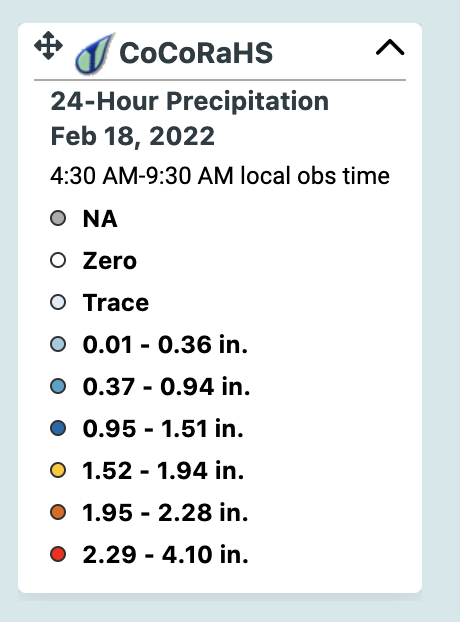 CoCoRaHS
24-Hour Precipitation
Feb 18, 2022
4:30 AM-9:30 AM local obs time
NA
Zero
Trace
0.01 - 0.36 in.
0.37 - 0.94 in.
0.95 - 1.51 in.
1.52 - 1.94 in.
1.95 - 2.28 in.
2.29 - 4.10 in.